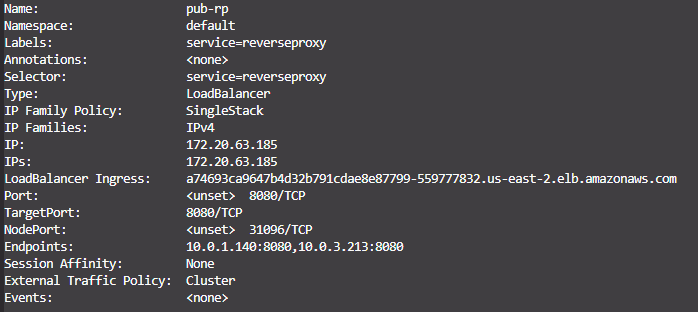 Name:                     pub-rp
Namespace:                default
Labels:                   service=reverseproxy
Annotations:              <none>
Selector:                 service=reverseproxy
Type:                     LoadBalancer
IP Family Policy:         SingleStack
IP Families:              IPv4
IP:                       172.20.63.185
IPs:                      172.20.63.185
LoadBalancer Ingress:     a74693ca9647b4d32b791cdae8e87799-559777832.us-east-2.elb.amazonaws.com
Port:                     <unset>  8080/TCP
TargetPort:               8080/TCP
NodePort:                 <unset>  31096/TCP
Endpoints:                10.0.1.140:8080,10.0.3.213:8080
Session Affinity:         None
External Traffic Policy:  Cluster
Events:                   <none>